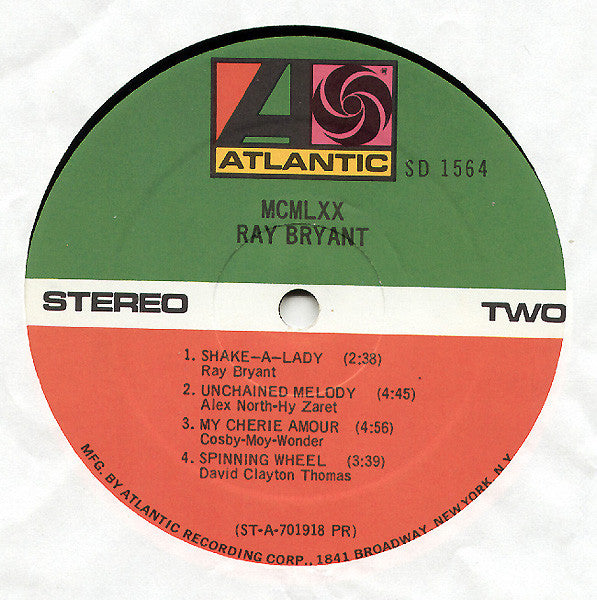 ATLANTIC
SD 1564
MCMLXX
RAY BRYANT
STEREO
TWO
1. SHAKE-A-LADY (2:38)
Ray Bryant
2. UNCHAINED MELODY (4:45)
Alex North-Hy Zaret
3. MY CHERIE AMOUR (4:56)
Cosby-Moy-Wonder
4. SPINNING WHEEL (3:39)
David Clayton Thomas
(ST-A-701918 PR)
MFG. BY ATLANTIC RECORDING CORP., 1841 BROADWAY, NEW YORK, N.Y.